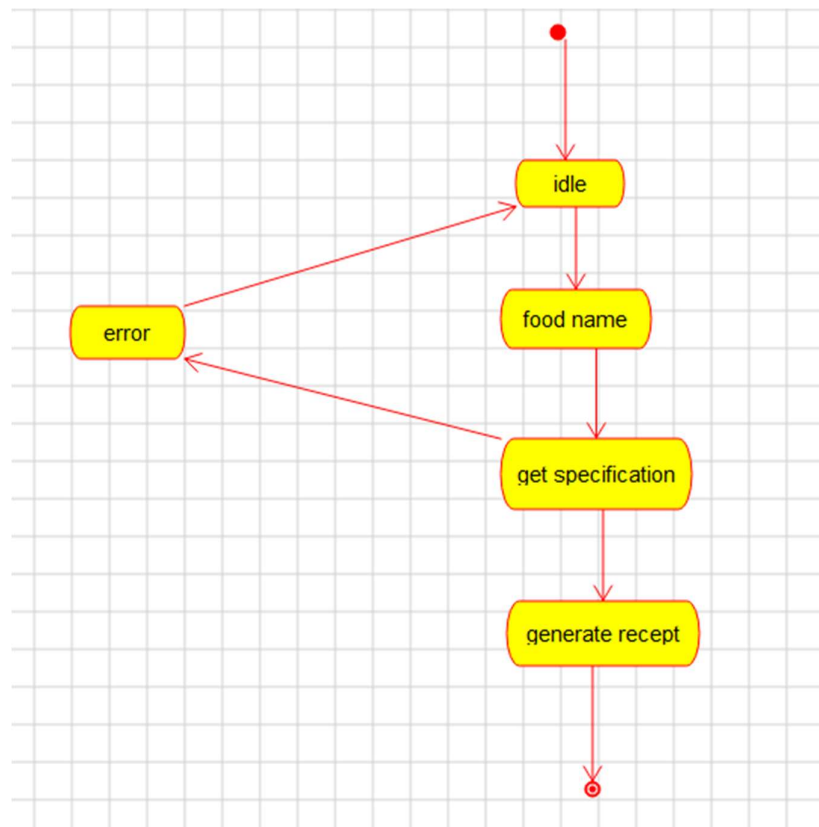 idle
food name
error
get specification
generate recept